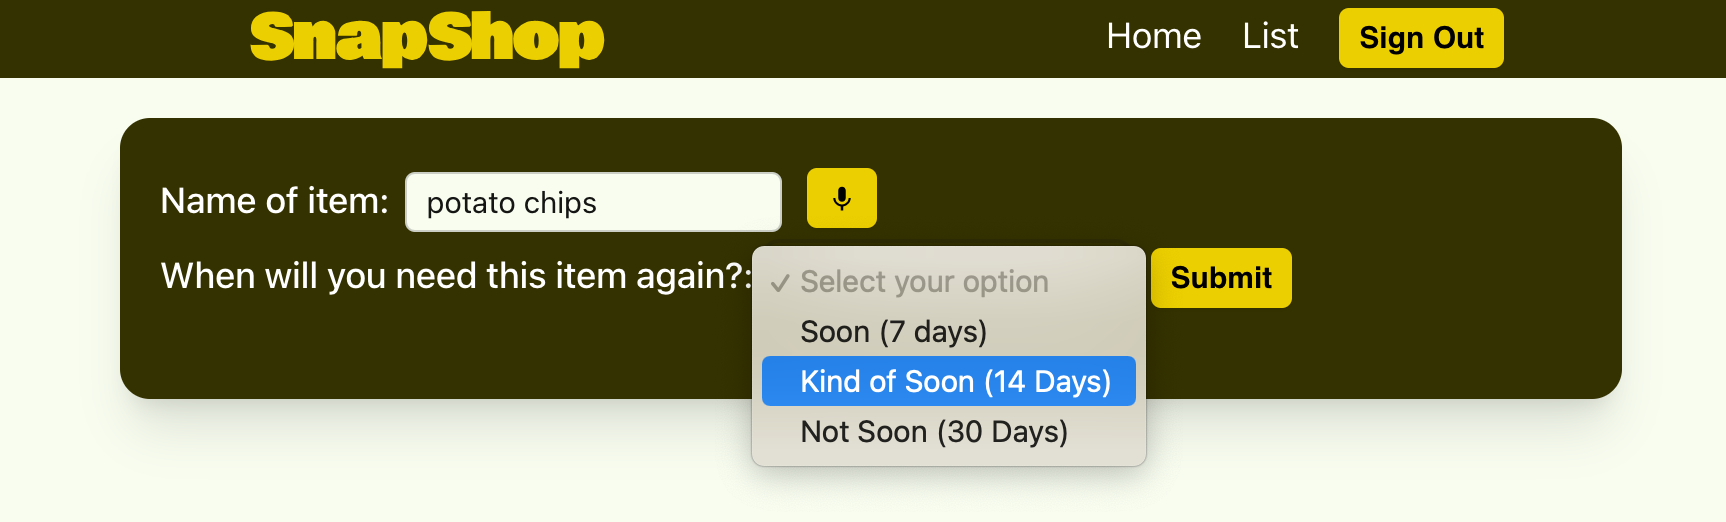 SnapShop
Home List Sign Out
Name of item: potato chips
When will you need this item again?: Select your option Submit
Soon (7 days)
Kind of Soon (14 Days)
Not Soon (30 Days)